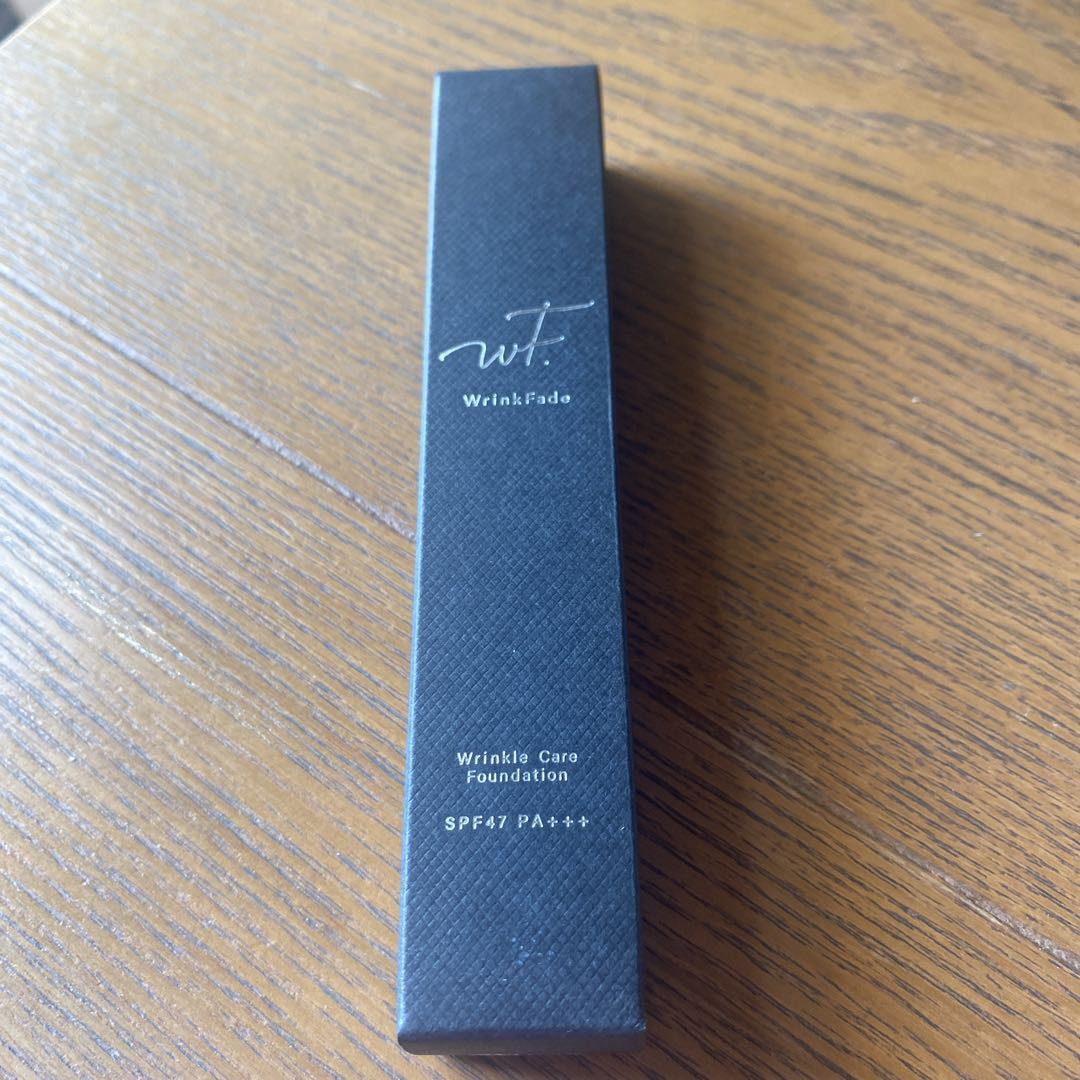 wF.
WrinkFade
Wrinkle Care
Foundation
SPF47 PA+++